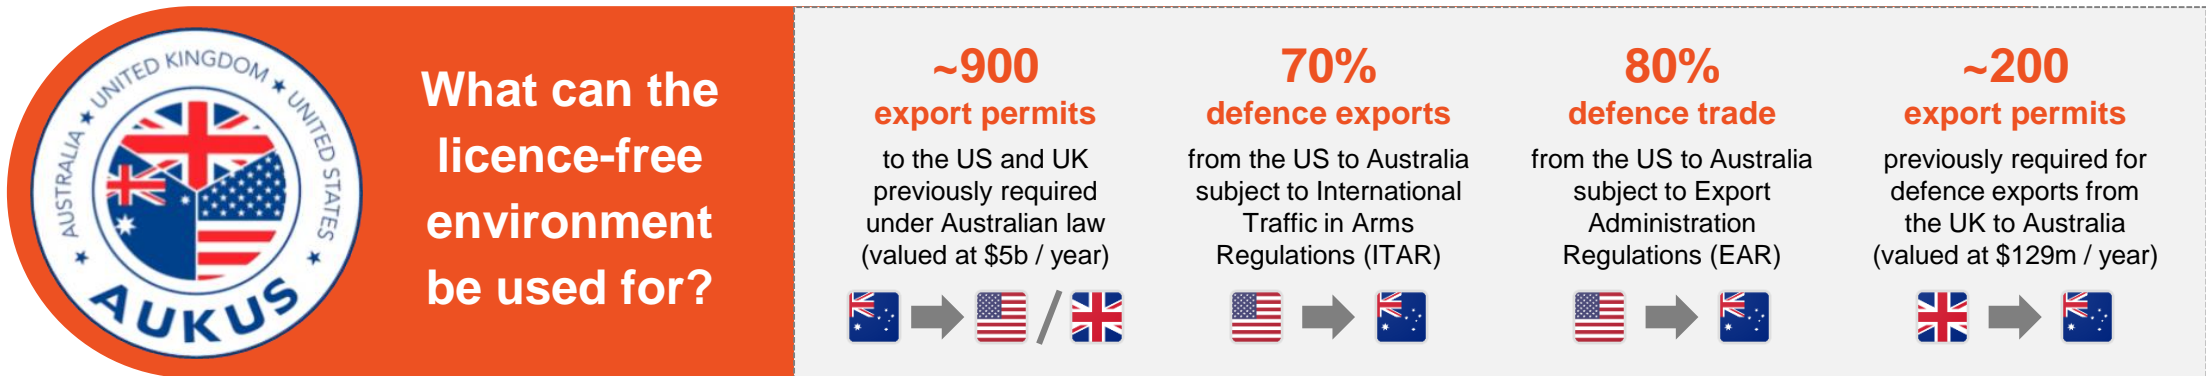 AUSTRALIA ★ UNITED KINGDOM ★ UNITED STATES ★
AUKUS
What can the
licence-free
environment
be used for?
~900
export permits
to the US and UK
previously required
under Australian law
(valued at $5b / year)
70%
defence exports
from the US to Australia
subject to International
Traffic in Arms
Regulations (ITAR)
80%
defence trade
from the US to Australia
subject to Export
Administration
Regulations (EAR)
~200
export permits
previously required for
defence exports from
the UK to Australia
(valued at $129m / year)